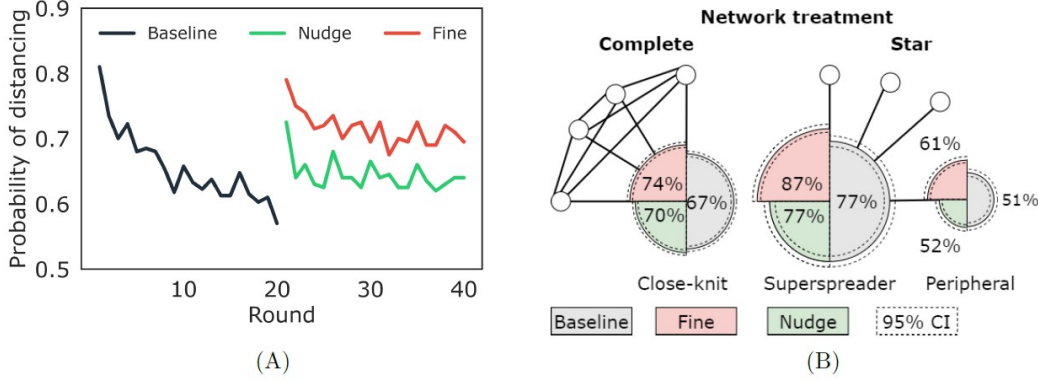 0.9
0.8
0.7
0.6
0.5
Probability of distancing
Baseline Nudge Fine
10 20 30 40
Round
(A)
Network treatment
Complete Star
74%
67%
70%
87%
77%
77%
61%
51%
52%
Close-knit Superspreader Peripheral
Baseline Fine Nudge 95% CI
(B)